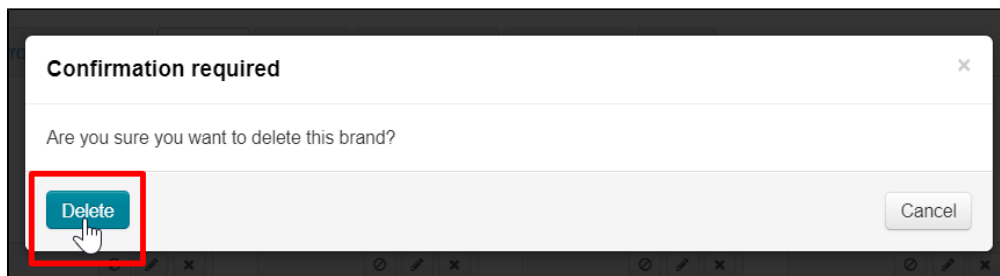 Confirmation required
×
Are you sure you want to delete this brand?
Delete
Cancel